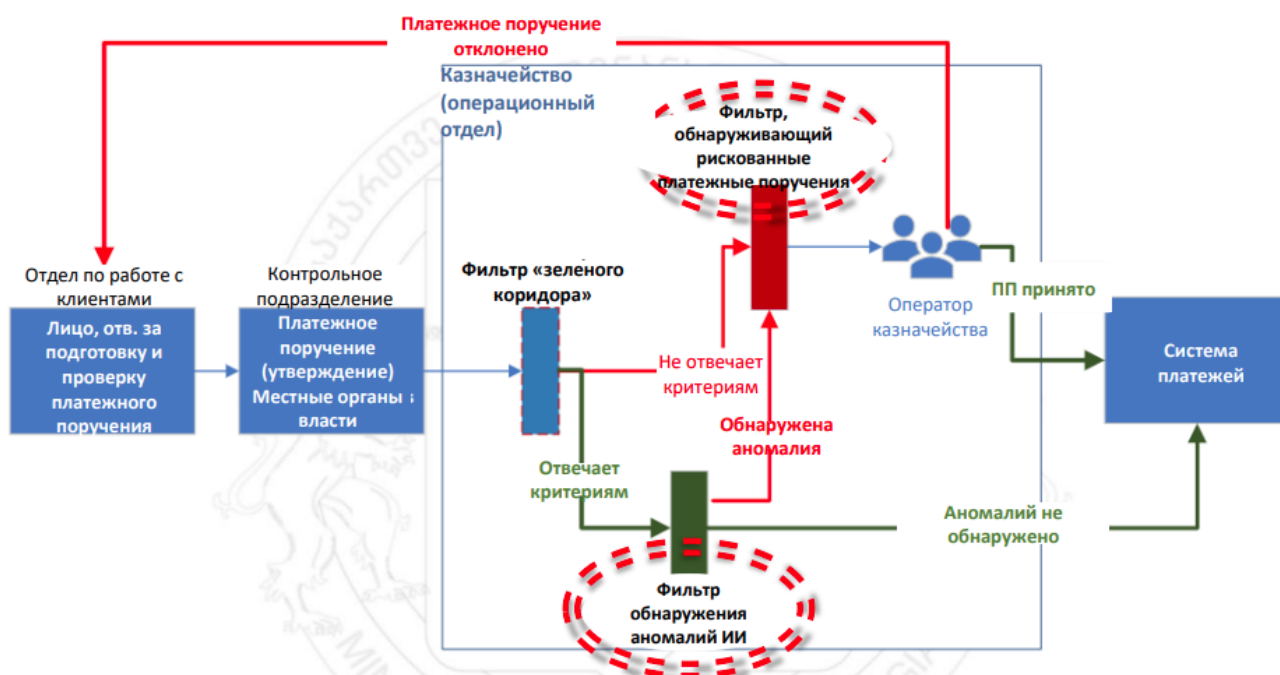 Платежное поручение
отклонено
Казначейство
(операционный
отдел)
Фильтр,
обнаруживающий
рискованные
платежные поручения
Отдел по работе с
клиентами
Лицо, отв. за
подготовку и
проверку
платежного
поручения
Контрольное
подразделение
Платежное
поручение
(утверждение)
Местные органы
власти
Фильтр «зеленого
коридора»
Не отвечает
критериям
Обнаружена
аномалия
Отвечает
критериям
Фильтр
обнаружения
аномалий ИИ
Оператор
казначейства
ПП принято
Аномалий не
обнаружено
Система
платежей